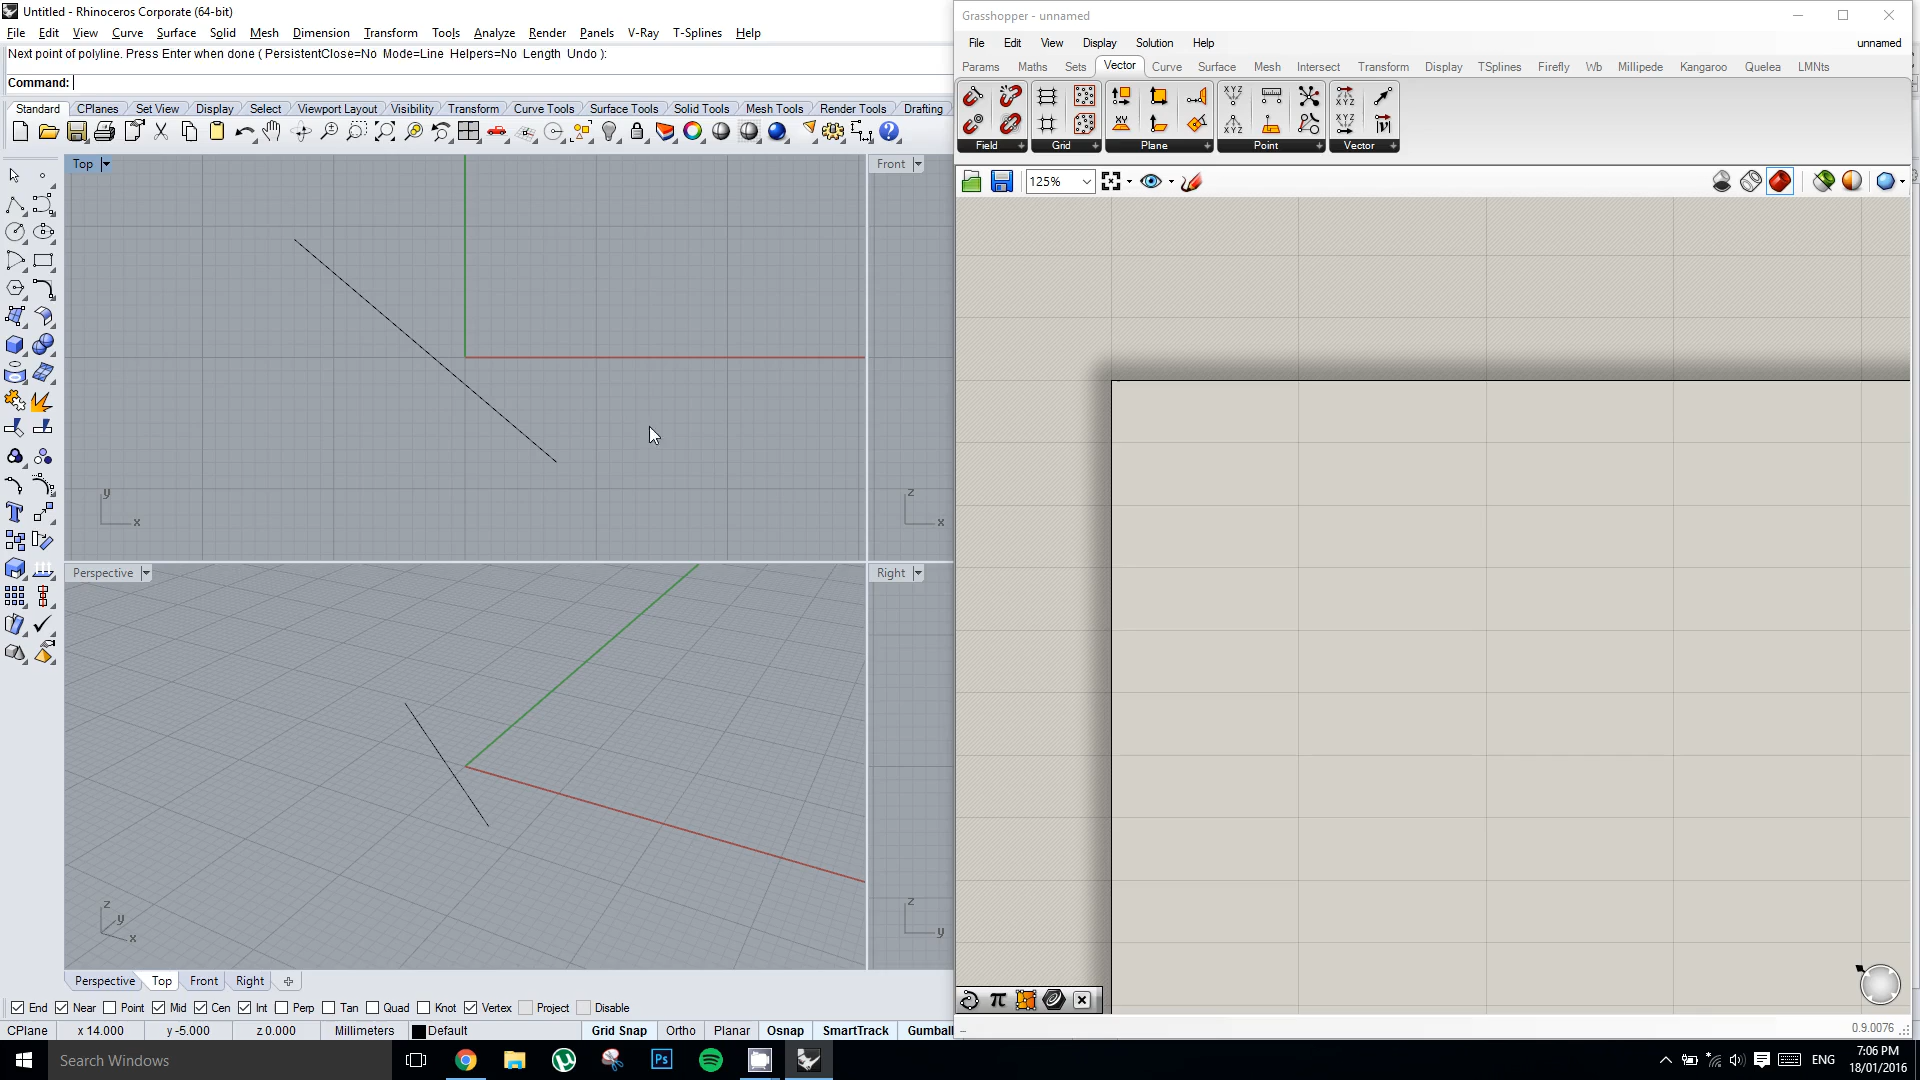 Untitled - Rhinoceros Corporate (64-bit)
File Edit View Curve Surface Solid Mesh Dimension Transform Tools Analyze Render Panels V-Ray T-Splines Help
Next point of polyline. Press Enter when done ( PersistentClose=No Mode=Line Helpers=No Length Undo ):
Command:
Standard CPlanes Set View Display Select Viewport Layout Visibility Transform Curve Tools Surface Tools Solid Tools Mesh Tools Render Tools Drafting
Top
Front
y
x
z
x
Perspective
Right
z
y
x
z
y
Perspective Top Front Right
End Near Point Mid Cen Int Perp Tan Quad Knot Vertex Project Disable
CPlane x 14.000 y -5.000 z 0.000 Millimeters Default Grid Snap Ortho Planar Osnap SmartTrack Gumball
Grasshopper - unnamed
File Edit View Display Solution Help unnamed
Params Maths Sets Vector Curve Surface Mesh Intersect Transform Display TSplines Firefly Wb Millipede Kangaroo Quelea LMNts
XY
XYZ
XYZ
XYZ
XYZ
Field Grid Plane Point Vector
125%
0.9.0076
Search Windows
Ps
ENG
7:06 PM
18/01/2016